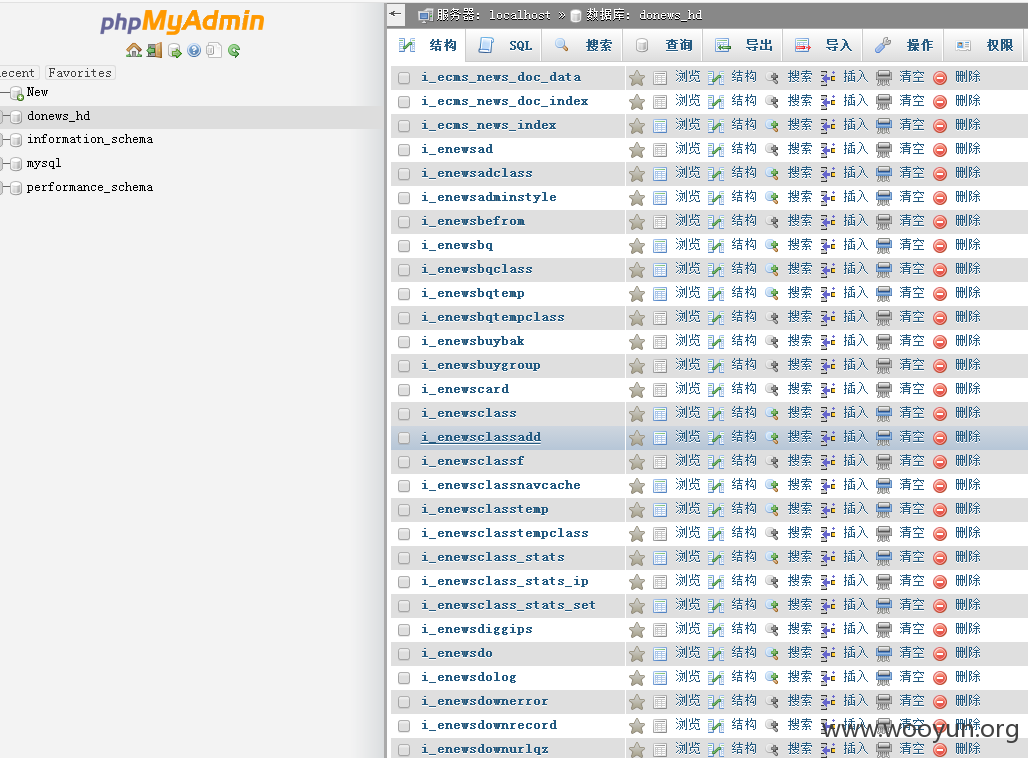 phpMyAdmin
ecent Favorites
New
donews_hd
information_schema
mysql
performance_schema
服务器: localhost » 数据库: donews_hd
结构 SQL 搜索 查询 导出 导入 操作 权限
i_ecms_news_doc_data 浏览 结构 搜索 插入 清空 删除
i_ecms_news_doc_index 浏览 结构 搜索 插入 清空 删除
i_ecms_news_index 浏览 结构 搜索 插入 清空 删除
i_enewsad 浏览 结构 搜索 插入 清空 删除
i_enewsadclass 浏览 结构 搜索 插入 清空 删除
i_enewsadminstyle 浏览 结构 搜索 插入 清空 删除
i_enewsbefrom 浏览 结构 搜索 插入 清空 删除
i_enewsbq 浏览 结构 搜索 插入 清空 删除
i_enewsbqclass 浏览 结构 搜索 插入 清空 删除
i_enewsbqtemp 浏览 结构 搜索 插入 清空 删除
i_enewsbqtempclass 浏览 结构 搜索 插入 清空 删除
i_enewsbuybak 浏览 结构 搜索 插入 清空 删除
i_enewsbuygroup 浏览 结构 搜索 插入 清空 删除
i_enewscard 浏览 结构 搜索 插入 清空 删除
i_enewsclass 浏览 结构 搜索 插入 清空 删除
i_enewsclassadd 浏览 结构 搜索 插入 清空 删除
i_enewsclassf 浏览 结构 搜索 插入 清空 删除
i_enewsclassnavcache 浏览 结构 搜索 插入 清空 删除
i_enewsclasstemp 浏览 结构 搜索 插入 清空 删除
i_enewsclasstempclass 浏览 结构 搜索 插入 清空 删除
i_enewsclass_stats 浏览 结构 搜索 插入 清空 删除
i_enewsclass_stats_ip 浏览 结构 搜索 插入 清空 删除
i_enewsclass_stats_set 浏览 结构 搜索 插入 清空 删除
i_enewsdiggips 浏览 结构 搜索 插入 清空 删除
i_enewsdo 浏览 结构 搜索 插入 清空 删除
i_enewsdolog 浏览 结构 搜索 插入 清空 删除
i_enewsdownerror 浏览 结构 搜索 插入 清空 删除
i_enewsdownrecord 浏览 结构 搜索 插入 清空 删除
i_enewsdownurlqz 浏览 结构 搜索 插入 清空 删除
www.wooyun.org